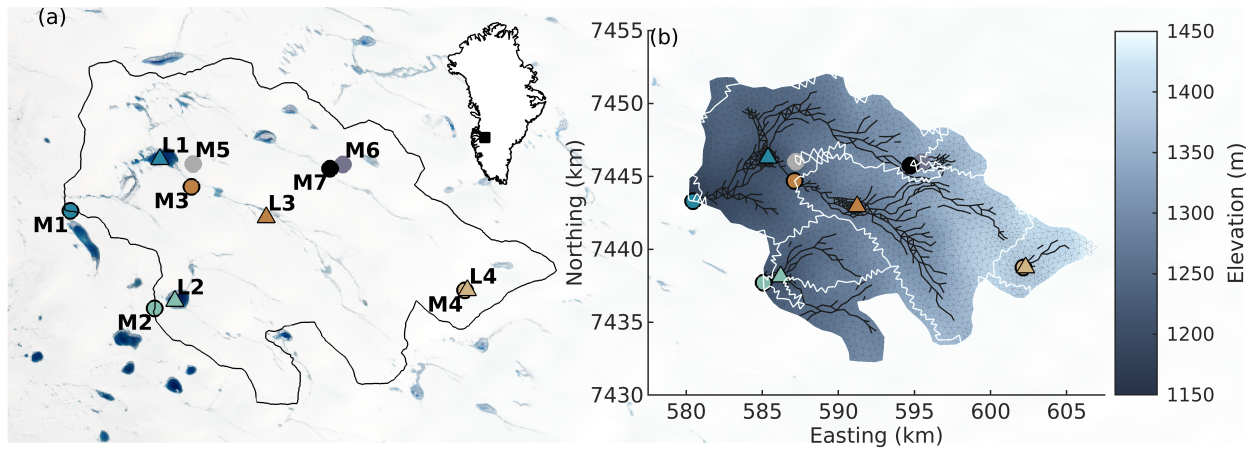 (a)
L1
M5
M6
M7
M3
L3
M1
L2
M2
L4
M4
(b)
Northing (km)
7455
7450
7445
7440
7435
7430
580
585
590
595
600
605
Easting (km)
1450
1400
1350
1300
1250
1200
1150
Elevation (m)